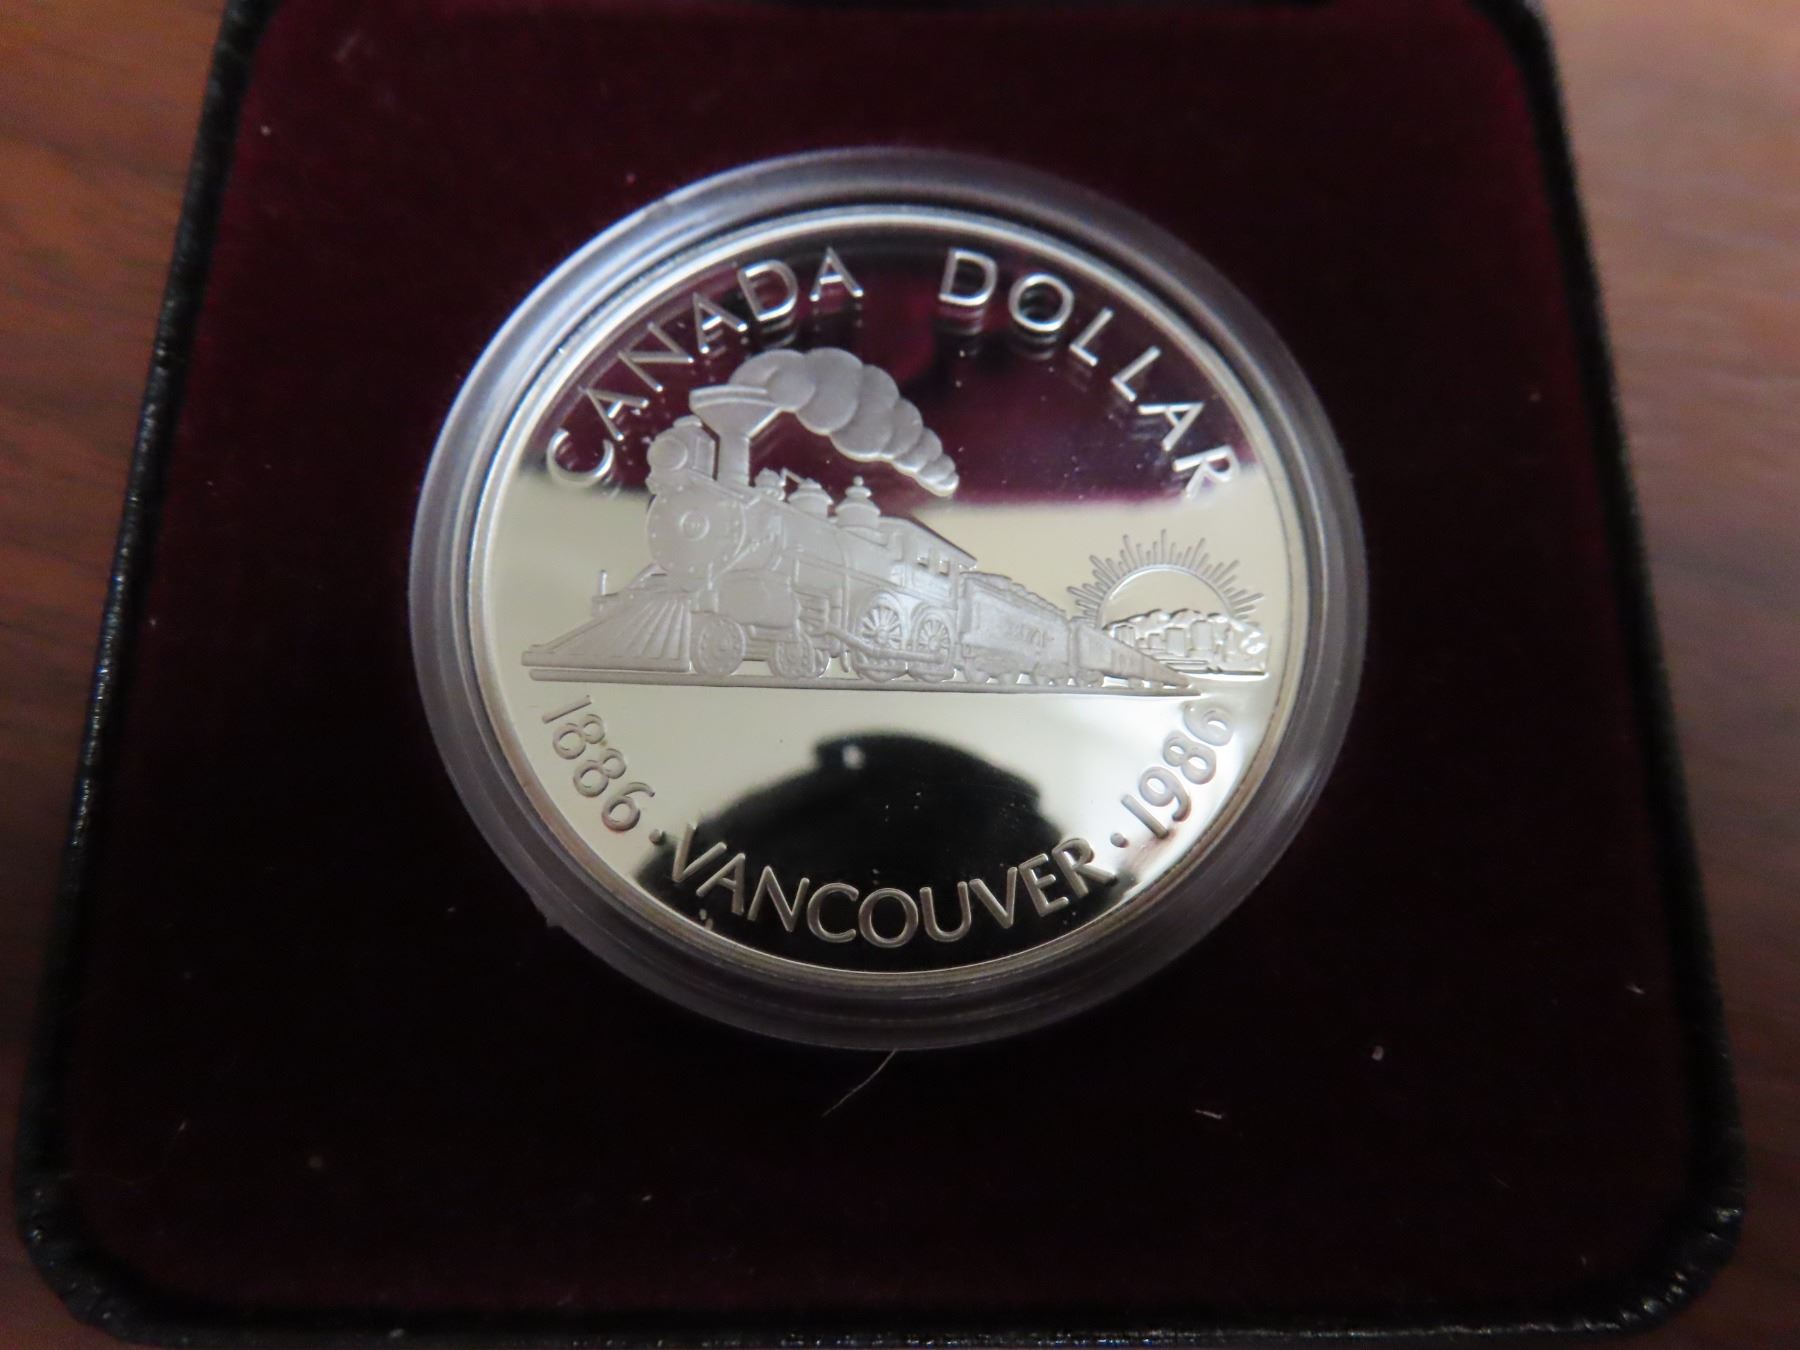 CANADA DOLLAR
1886 · VANCOUVER · 1986